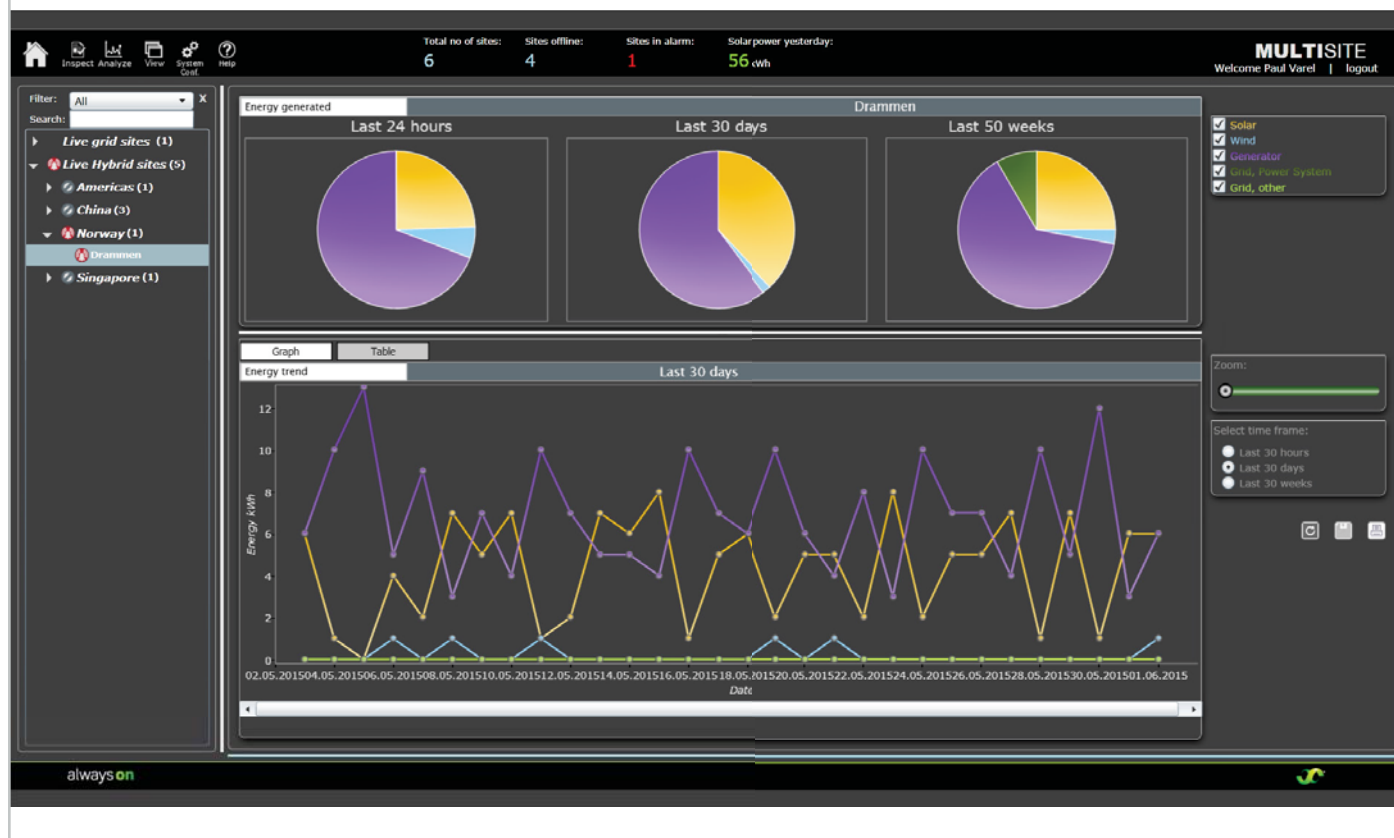 Total no of sites: Sites offline: Sites in alarm: Solarpower yesterday:
6 4 1 56 kWh
Inspect Analyze View System Conf. Help
MULTISITE
Welcome Paul Varel | logout
Filter: All X
Search:
Live grid sites (1)
Live Hybrid sites (5)
Americas (1)
China (3)
Norway (1)
Drammen
Singapore (1)
Energy generated Drammen
Last 24 hours Last 30 days Last 50 weeks
Solar
Wind
Generator
Grid, Power System
Grid, other
Graph Table
Energy trend Last 30 days
Zoom:
Select time frame:
Last 30 hours
Last 30 days
Last 30 weeks
12
10
8
6
4
2
0
Energy kWh
02.05.2015 04.05.2015 06.05.2015 08.05.2015 10.05.2015 12.05.2015 14.05.2015 16.05.2015 18.05.2015 20.05.2015 22.05.2015 24.05.2015 26.05.2015 28.05.2015 30.05.2015 01.06.2015
Date
always on